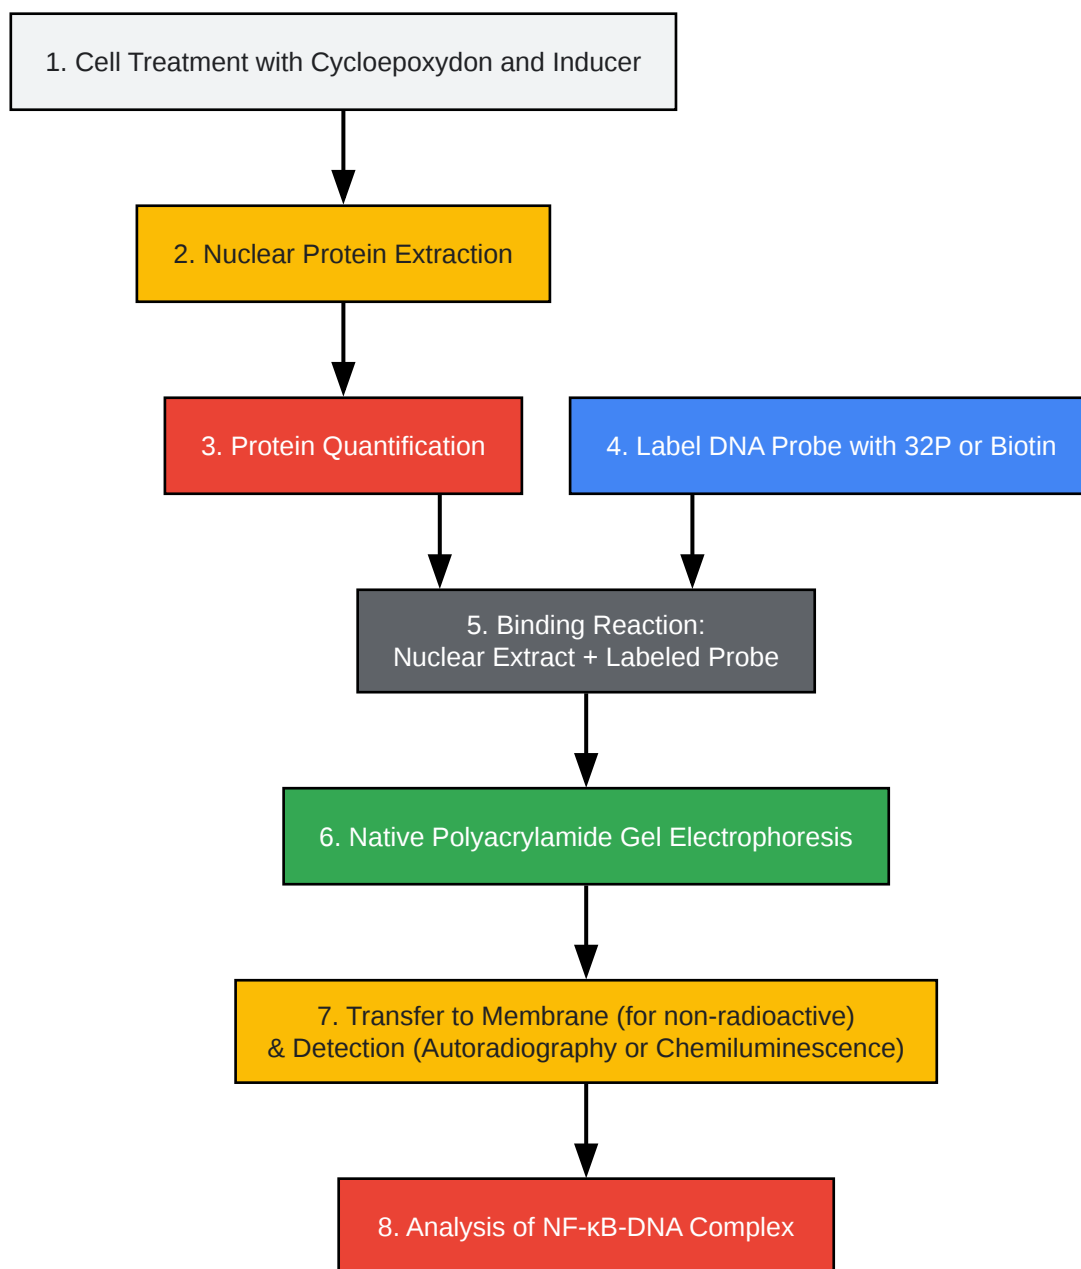 1. Cell Treatment with Cycloepoxydon and Inducer
2. Nuclear Protein Extraction
3. Protein Quantification
4. Label DNA Probe with 32P or Biotin
5. Binding Reaction:
Nuclear Extract + Labeled Probe
6. Native Polyacrylamide Gel Electrophoresis
7. Transfer to Membrane (for non-radioactive)
& Detection (Autoradiography or Chemiluminescence)
8. Analysis of NF-κB-DNA Complex